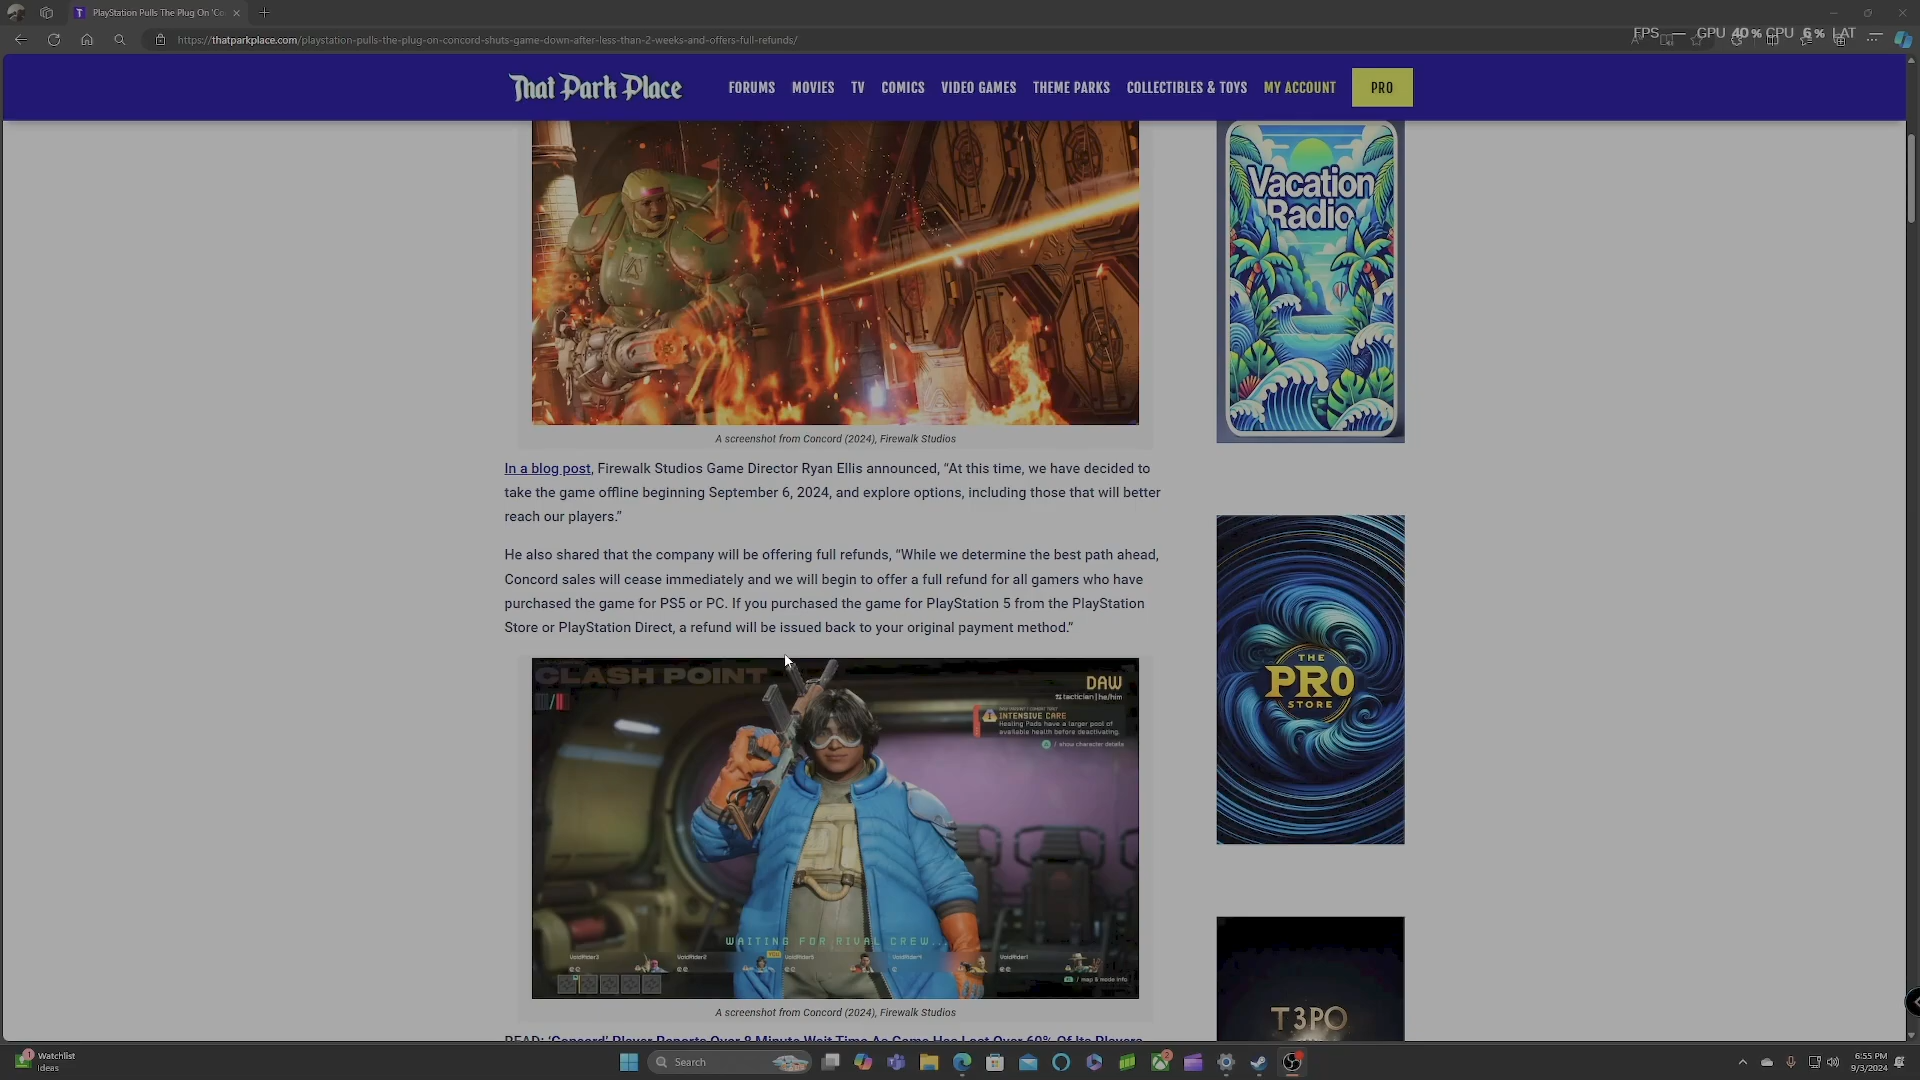 PlayStation Pulls The Plug On 'Co
https://thatparkplace.com/playstation-pulls-the-plug-on-concord-shuts-game-down-after-less-than-2-weeks-and-offers-full-refunds/
FPS — GPU 40 % CPU 6 % LAT
That Park Place
FORUMS MOVIES TV COMICS VIDEO GAMES THEME PARKS COLLECTIBLES & TOYS MY ACCOUNT PRO
Vacation
Radio
A screenshot from Concord (2024), Firewalk Studios
In a blog post, Firewalk Studios Game Director Ryan Ellis announced, “At this time, we have decided to
take the game offline beginning September 6, 2024, and explore options, including those that will better
reach our players.”
He also shared that the company will be offering full refunds, “While we determine the best path ahead,
Concord sales will cease immediately and we will begin to offer a full refund for all gamers who have
purchased the game for PS5 or PC. If you purchased the game for PlayStation 5 from the PlayStation
Store or PlayStation Direct, a refund will be issued back to your original payment method.”
THE
PRO
STORE
CLASH POINT
DAW
tactician | he/him
INTENSIVE CARE
Healing Pads have a larger pool of
available health before deactivating.
/ show character details
WAITING FOR RIVAL CREW...
VoidRider3 VoidRider2 YOU VoidRider5 VoidRider1
/ map & mode info
A screenshot from Concord (2024), Firewalk Studios
T3PO
READ: ‘Concord’ Player Reports Over 8 Minute Wait Time As Game Has Lost Over 60% Of Its Players
Watchlist
Ideas
Search
6:55 PM
9/3/2024